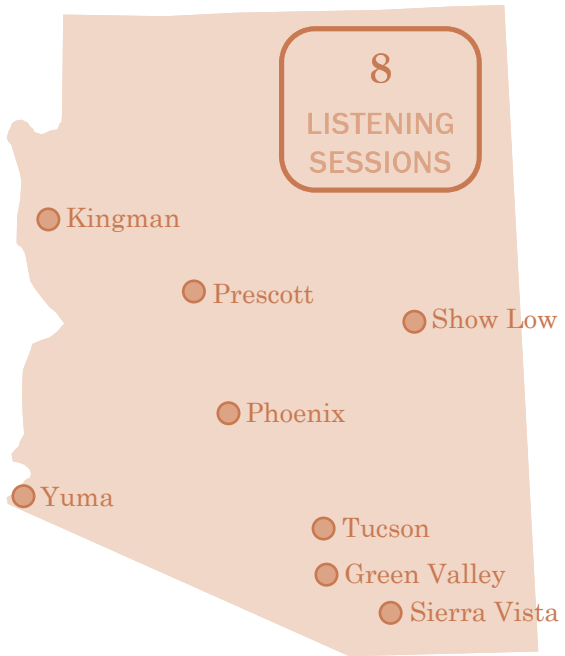 8
LISTENING
SESSIONS
Kingman
Prescott
Show Low
Phoenix
Yuma
Tucson
Green Valley
Sierra Vista